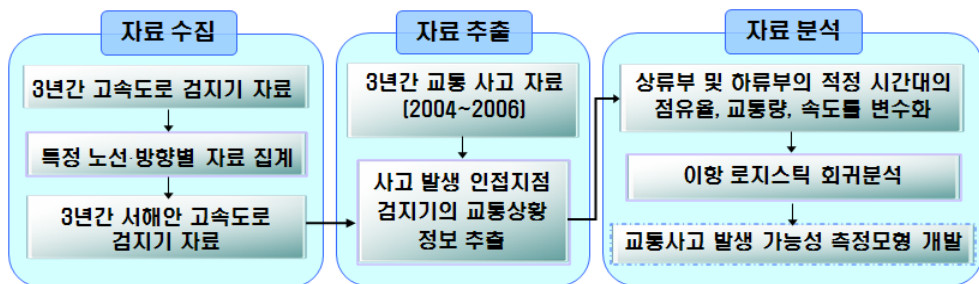 자료 수집
3년간 고속도로 검지기 자료
특정 노선·방향별 자료 집계
3년간 서해안 고속도로
검지기 자료
자료 추출
3년간 교통 사고 자료
(2004~2006)
사고 발생 인접지점
검지기의 교통상황
정보 추출
자료 분석
상류부 및 하류부의 적정 시간대의
점유율, 교통량, 속도를 변수화
이항 로지스틱 회귀분석
교통사고 발생 가능성 측정모형 개발